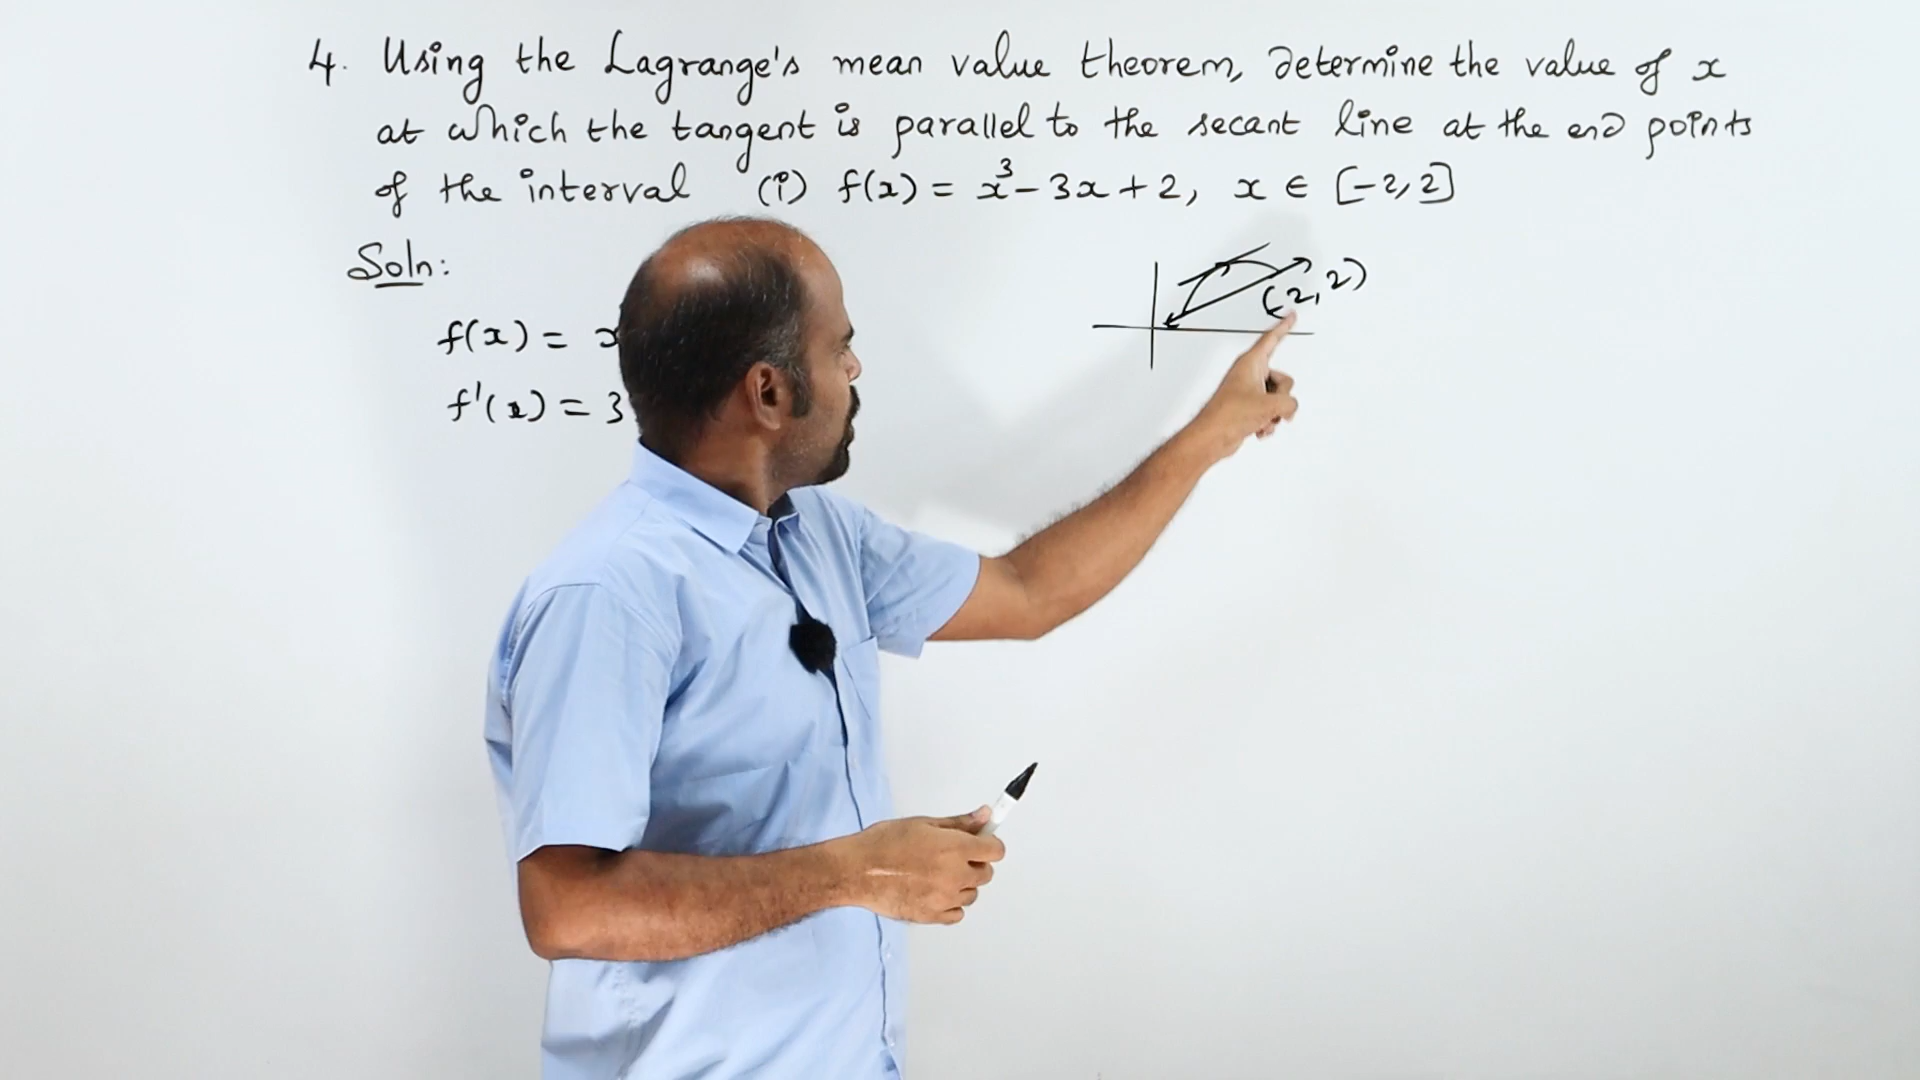 4. Using the Lagrange's mean value theorem, determine the value of x
at which the tangent is parallel to the secant line at the end points
of the interval (i) f(x) = x³ - 3x + 2, x ∈ [-2, 2]
Soln:
(-2, 2)
f(x) = x
f'(x) = 3